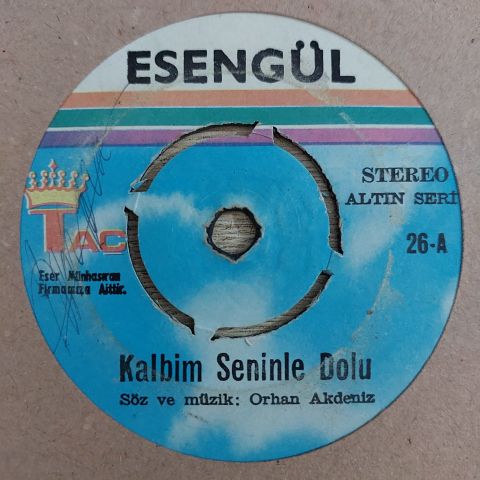 ESENGÜL
STEREO
ALTIN SERİ
TAC
26-A
Eser Münhasıran
Firmamıza Aittir.
Kalbim Seninle Dolu
Söz ve müzik: Orhan Akdeniz